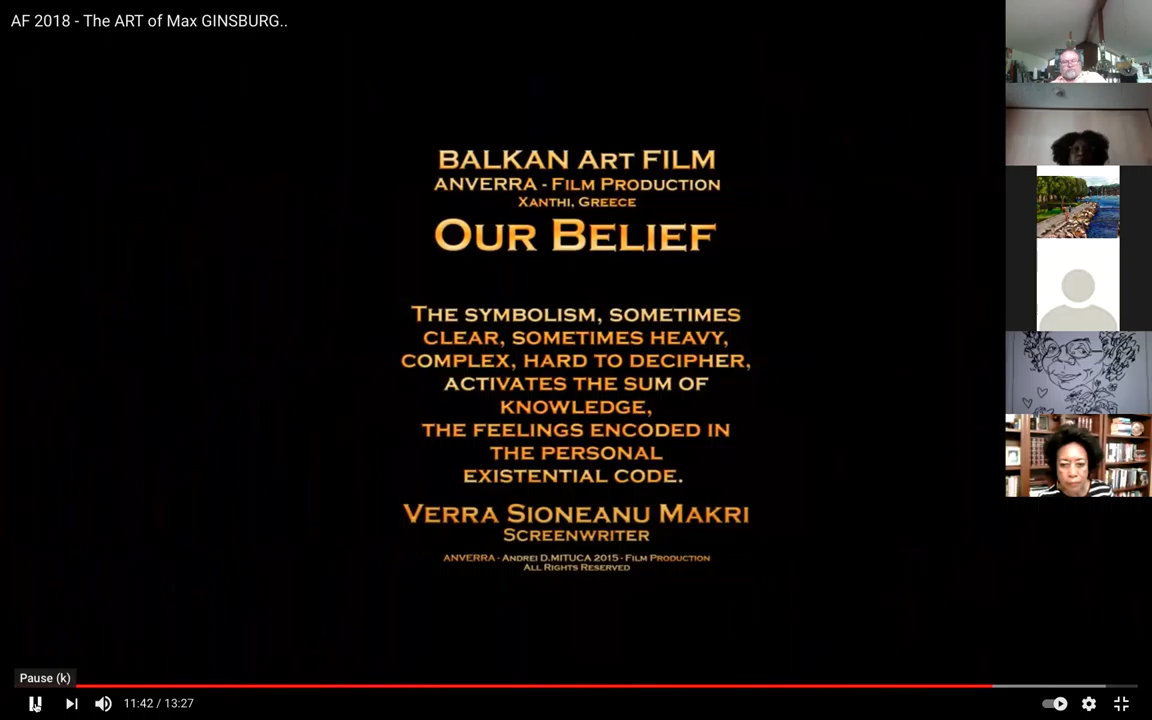 AF 2018 - The ART of Max GINSBURG..
BALKAN ART FILM
ANVERRA - FILM PRODUCTION
XANTHI, GREECE
OUR BELIEF
THE SYMBOLISM, SOMETIMES
CLEAR, SOMETIMES HEAVY,
COMPLEX, HARD TO DECIPHER,
ACTIVATES THE SUM OF
KNOWLEDGE,
THE FEELINGS ENCODED IN
THE PERSONAL
EXISTENTIAL CODE.
VERRA SIONEANU MAKRI
SCREENWRITER
ANVERRA - ANDREI D.MITUCA 2015 - FILM PRODUCTION
ALL RIGHTS RESERVED
Pause (k)
11:42 / 13:27